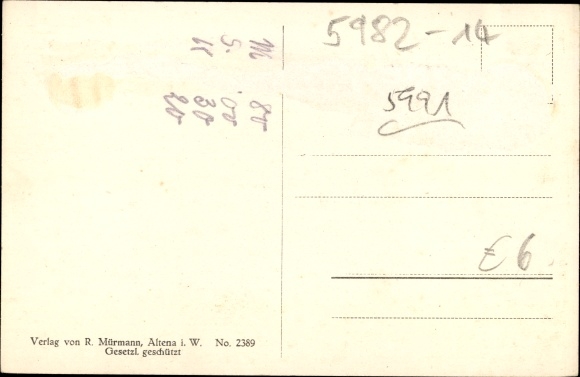 5982-14
5991
€6
Verlag von R. Mürmann, Altena i. W. No. 2389
Gesetzl. geschützt